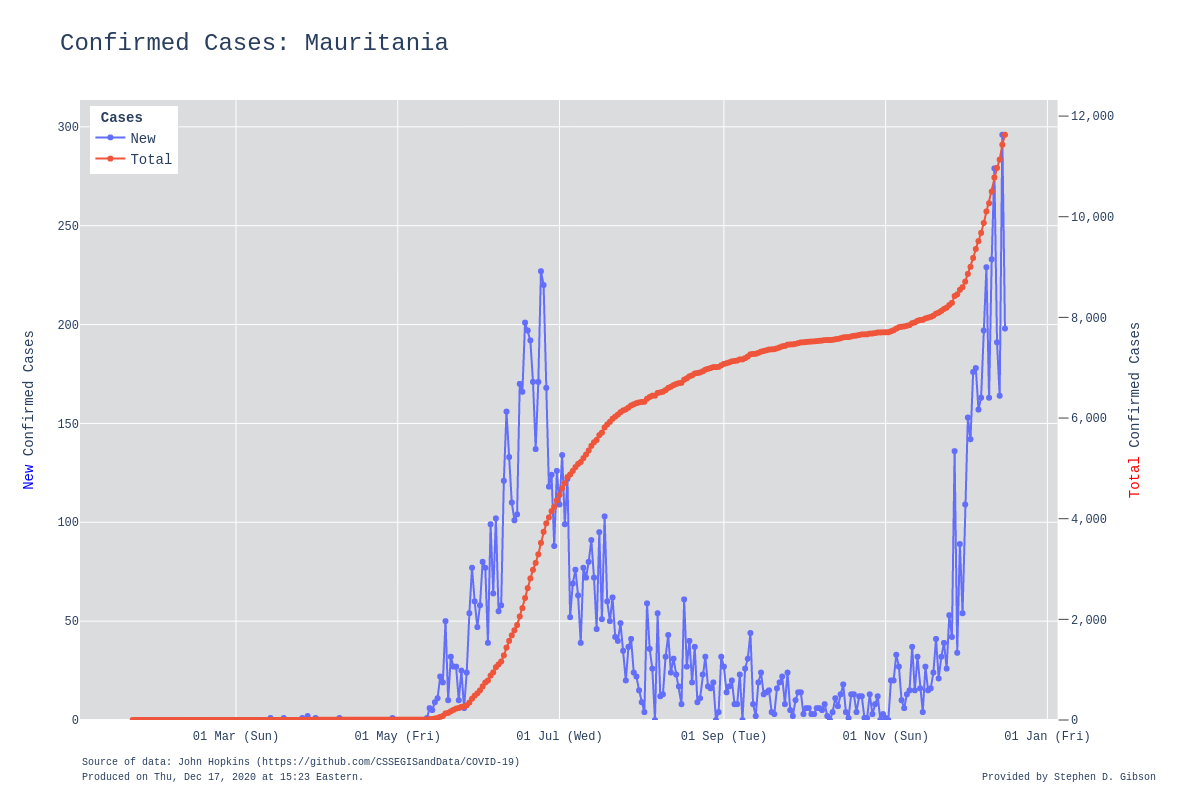 Confirmed Cases: Mauritania
Cases
New
Total
300
250
200
150
100
50
0
12,000
10,000
8,000
6,000
4,000
2,000
0
New Confirmed Cases
Total Confirmed Cases
01 Mar (Sun)
01 May (Fri)
01 Jul (Wed)
01 Sep (Tue)
01 Nov (Sun)
01 Jan (Fri)
Source of data: John Hopkins (https://github.com/CSSEGISandData/COVID-19)
Produced on Thu, Dec 17, 2020 at 15:23 Eastern.
Provided by Stephen D. Gibson